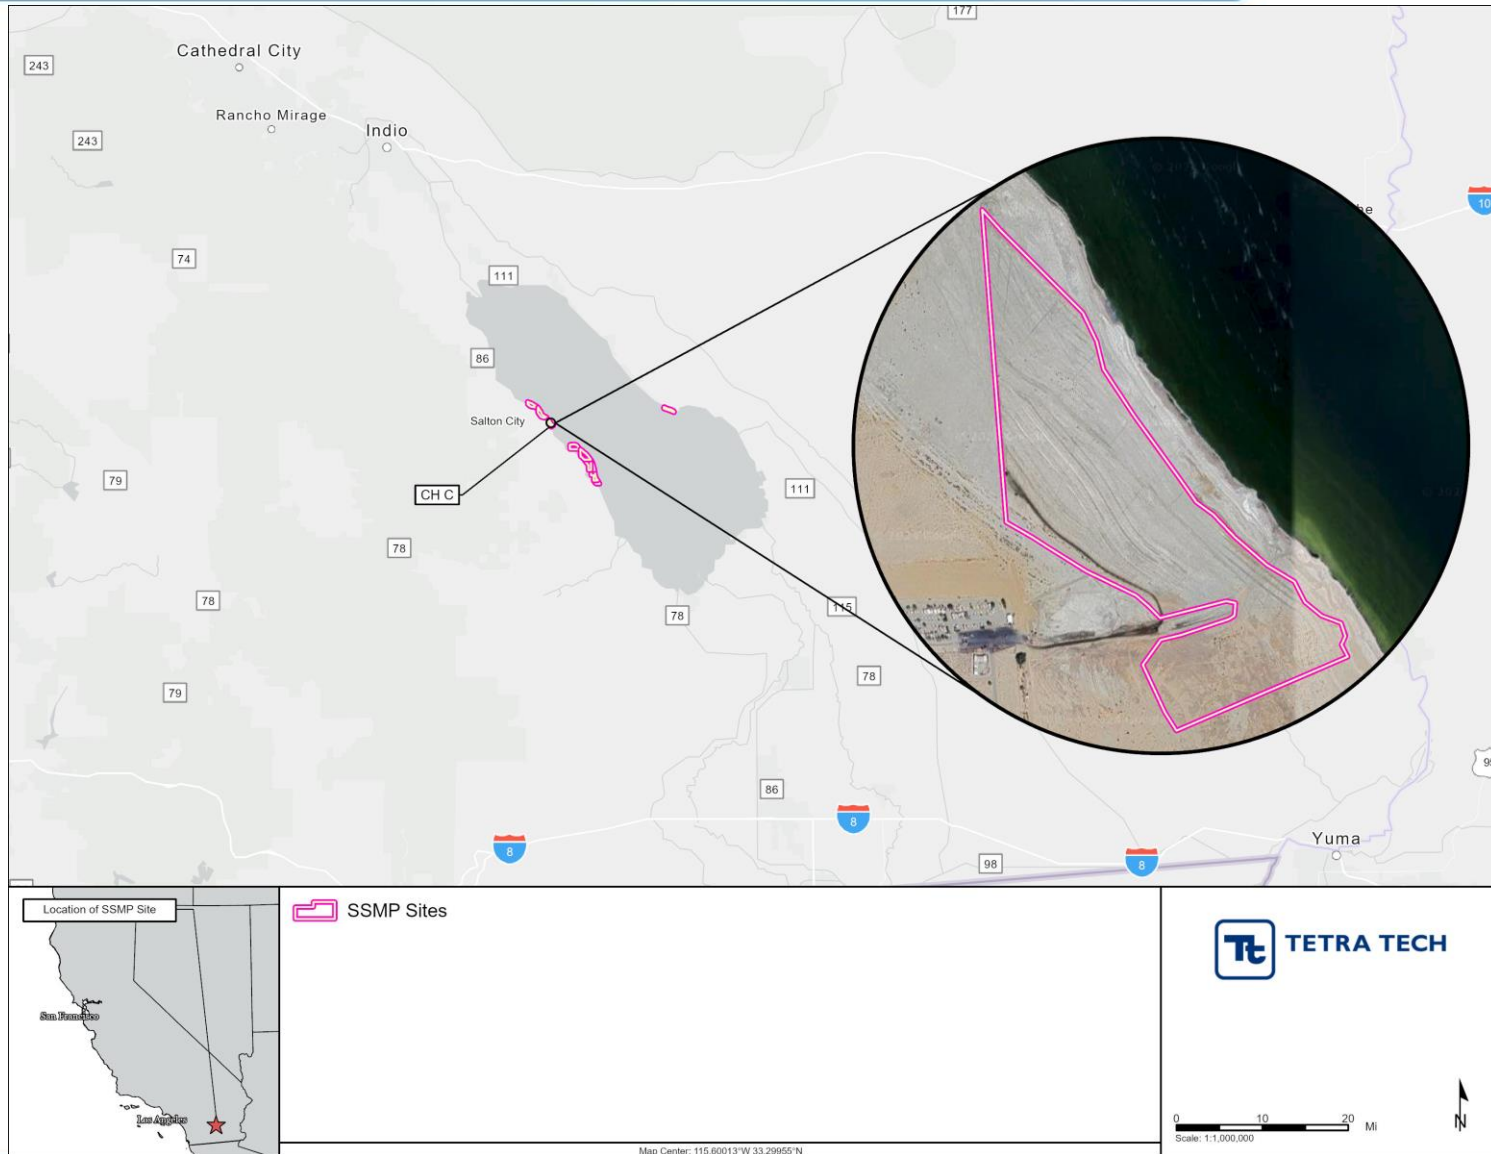 177
Cathedral City
243
Rancho Mirage
Indio
243
10
74
111
86
Salton City
79
111
CH C
78
78
115
78
78
79
86
8
8
Yuma
98
8
Location of SSMP Site
SSMP Sites
TETRA TECH
San Francisco
Los Angeles
0 10 20 Mi
Scale: 1:1,000,000
N
Map Center: 115.60013°W 33.29955°N